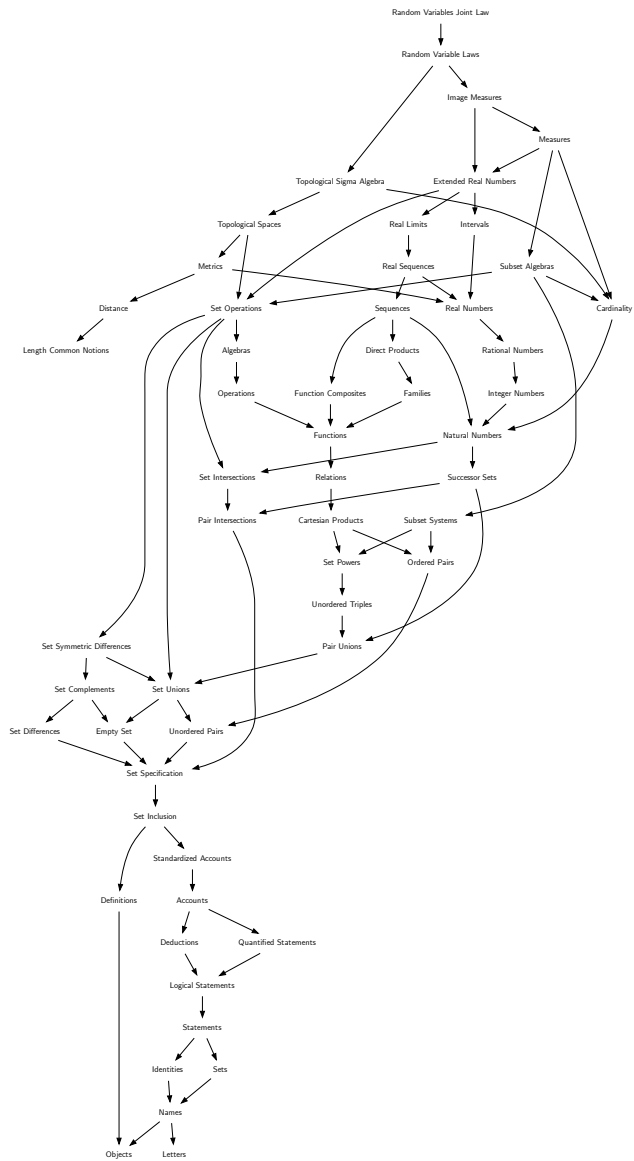 Random Variables Joint Law
Random Variable Laws
Image Measures
Measures
Topological Sigma Algebra
Extended Real Numbers
Topological Spaces
Real Limits
Intervals
Metrics
Real Sequences
Subset Algebras
Distance
Set Operations
Sequences
Real Numbers
Cardinality
Length Common Notions
Algebras
Direct Products
Rational Numbers
Operations
Function Composites
Families
Integer Numbers
Functions
Natural Numbers
Set Intersections
Relations
Successor Sets
Pair Intersections
Cartesian Products
Subset Systems
Set Powers
Ordered Pairs
Unordered Triples
Set Symmetric Differences
Pair Unions
Set Complements
Set Unions
Set Differences
Empty Set
Unordered Pairs
Set Specification
Set Inclusion
Standardized Accounts
Definitions
Accounts
Deductions
Quantified Statements
Logical Statements
Statements
Identities
Sets
Names
Objects
Letters